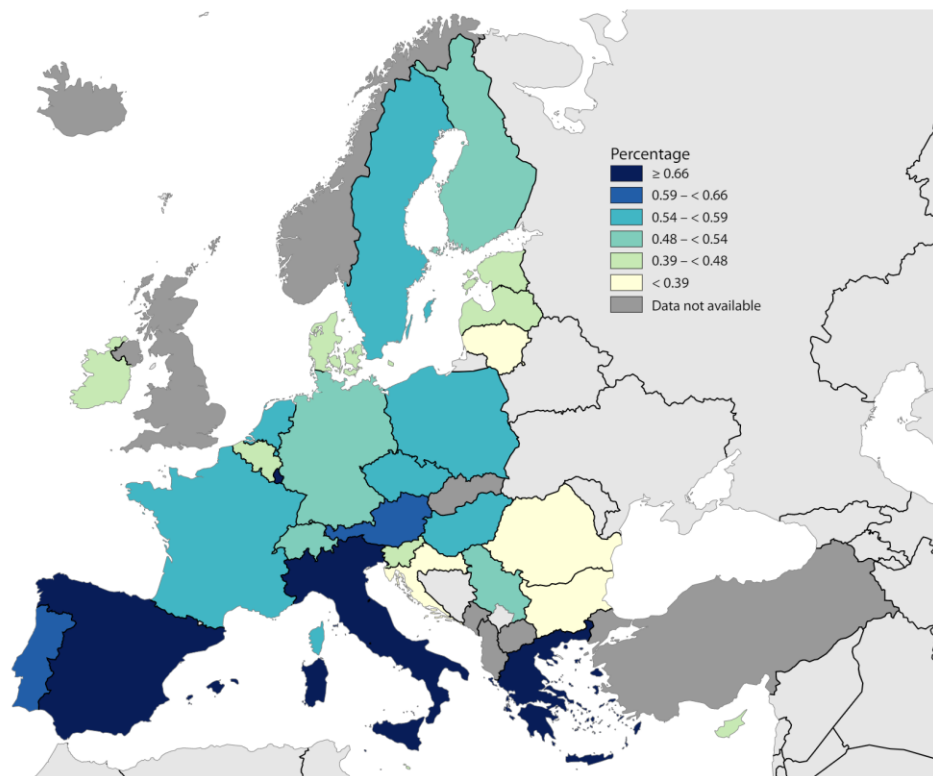 Percentage
≥ 0.66
0.59 – < 0.66
0.54 – < 0.59
0.48 – < 0.54
0.39 – < 0.48
< 0.39
Data not available